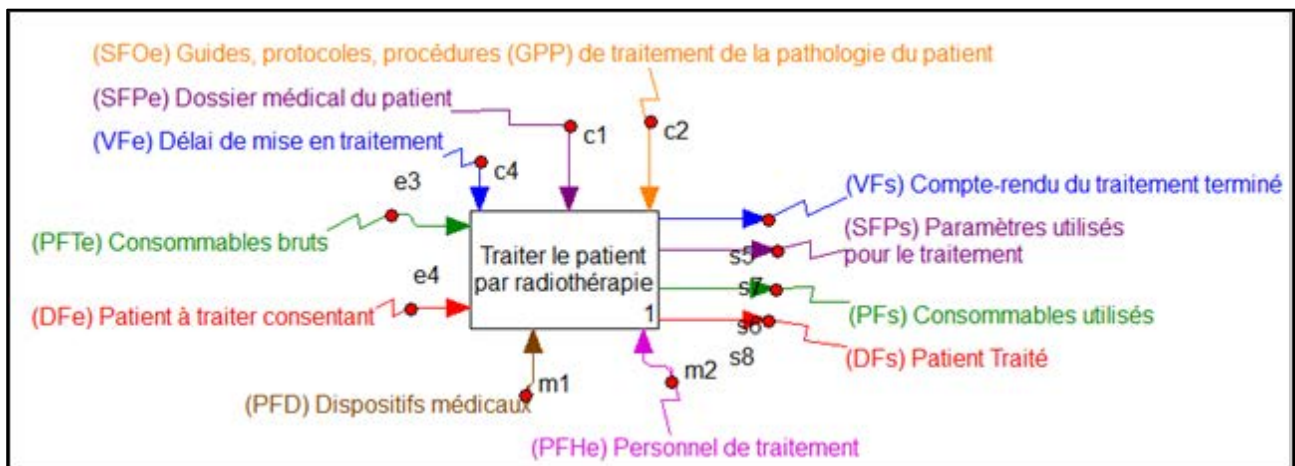 (SFOe) Guides, protocoles, procédures (GPP) de traitement de la pathologie du patient
(SFPe) Dossier médical du patient
c1
c2
(VFe) Délai de mise en traitement
c4
e3
(VFs) Compte-rendu du traitement terminé
(PFTe) Consommables bruts
Traiter le patient
par radiothérapie
1
(SFPs) Paramètres utilisés
pour le traitement
s5
e4
s7
(DFe) Patient à traiter consentant
(PFs) Consommables utilisés
s6
s8
(DFs) Patient Traité
m1
m2
(PFD) Dispositifs médicaux
(PFHe) Personnel de traitement